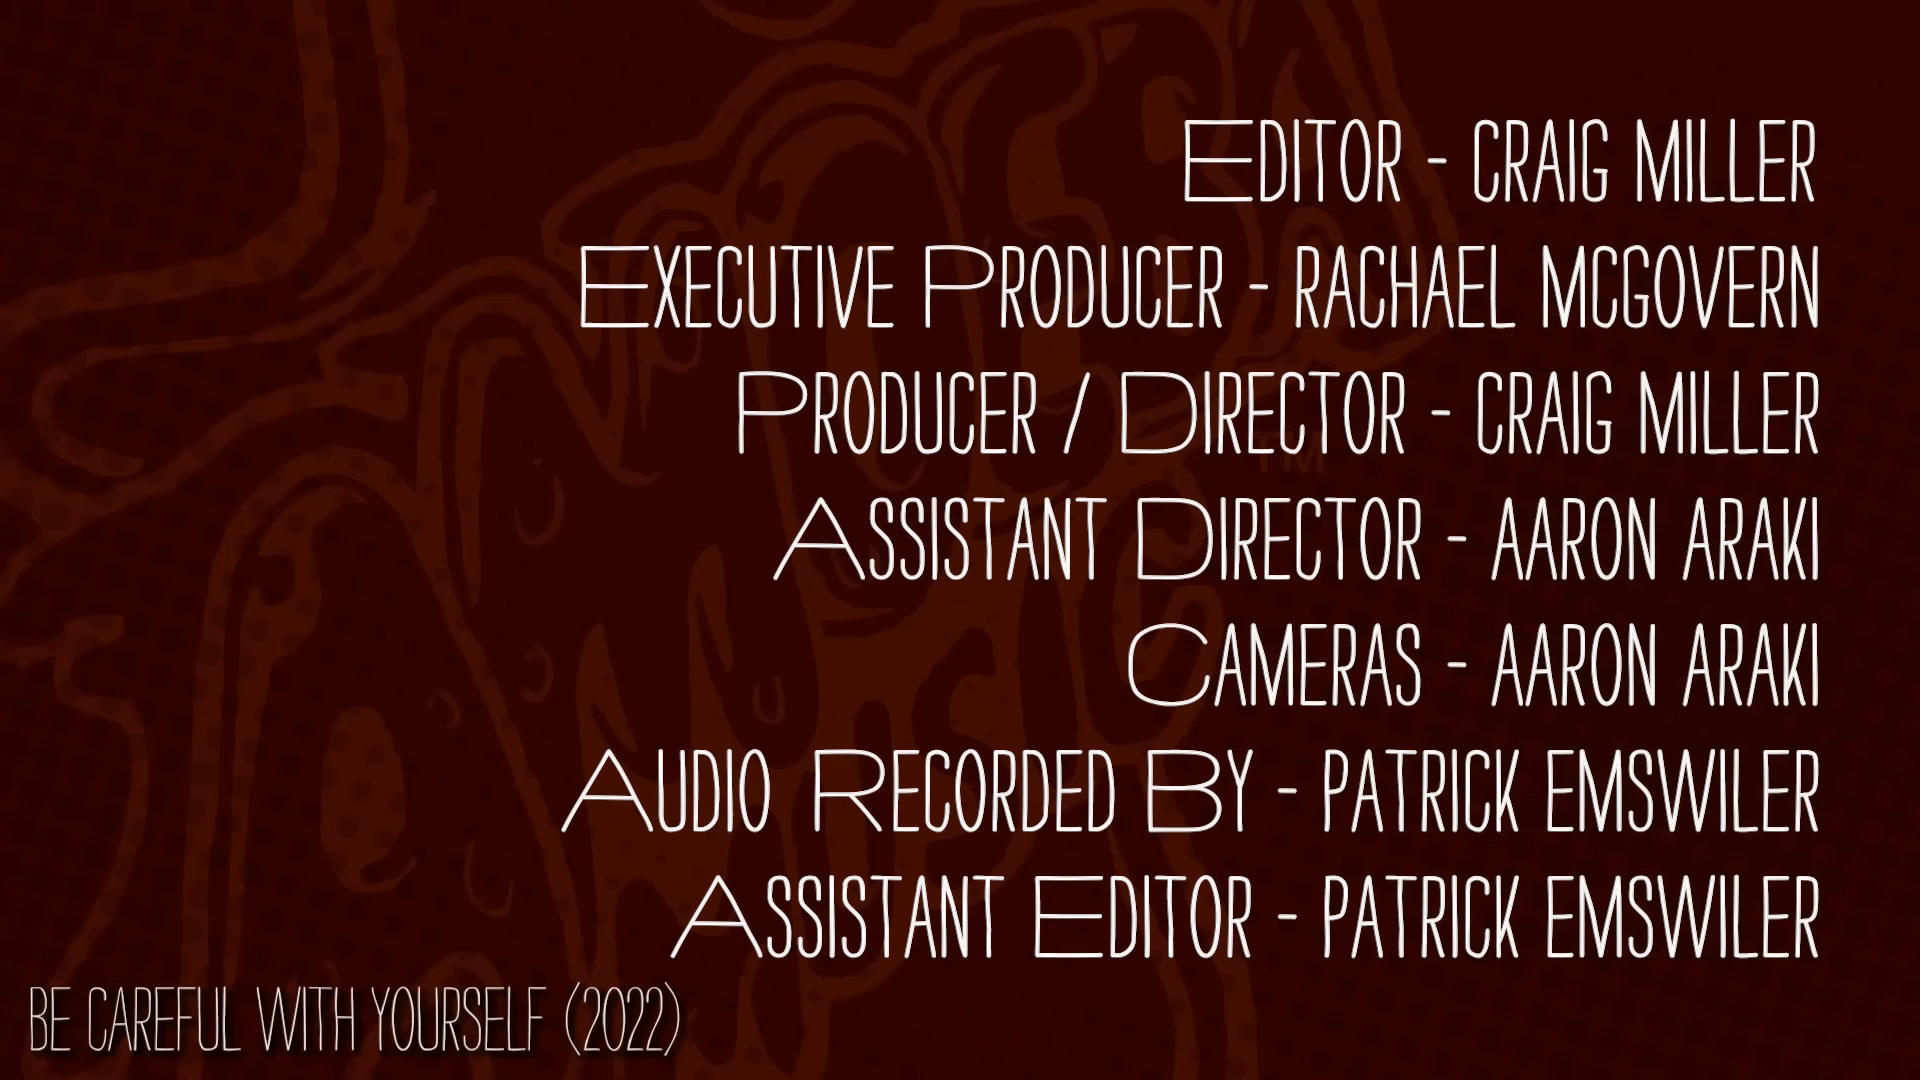 Editor - CRAIG MILLER
Executive Producer - RACHAEL MCGOVERN
Producer / Director - CRAIG MILLER
Assistant Director - AARON ARAKI
Cameras - AARON ARAKI
Audio Recorded By - PATRICK EMSWILER
Assistant Editor - PATRICK EMSWILER
BE CAREFUL WITH YOURSELF (2022)